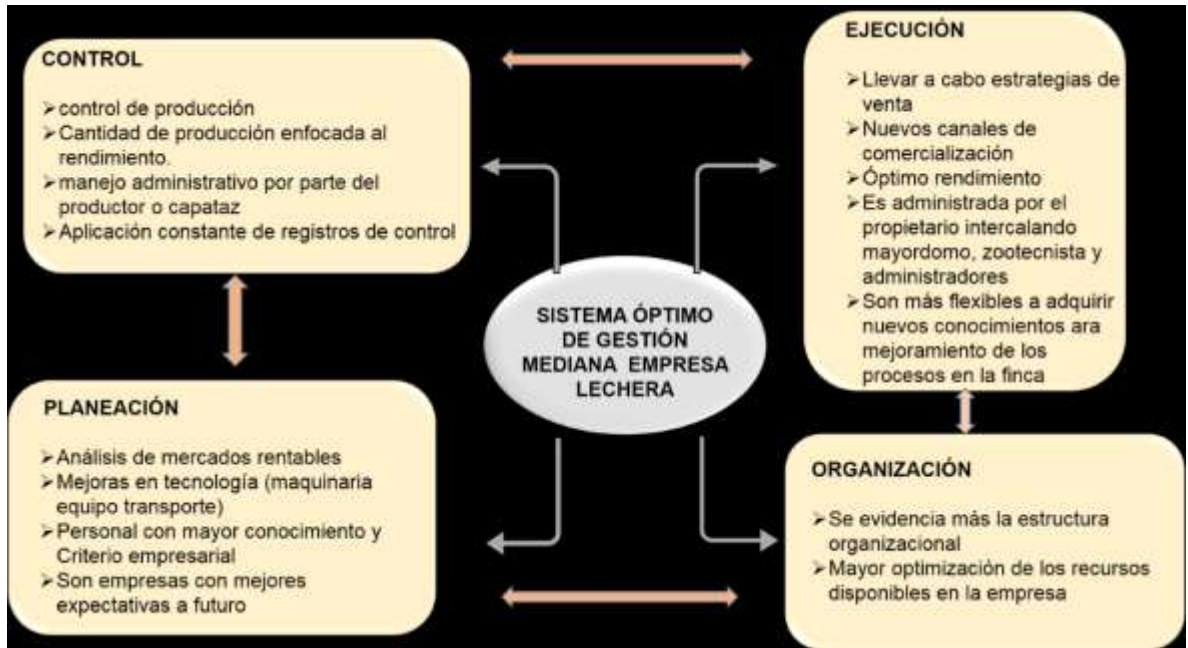 CONTROL
➢control de producción
➢Cantidad de producción enfocada al
rendimiento.
➢manejo administrativo por parte del
productor o capataz
➢Aplicación constante de registros de control
EJECUCIÓN
➢Llevar a cabo estrategias de
venta
➢Nuevos canales de
comercialización
➢Óptimo rendimiento
➢Es administrada por el
propietario intercalando
mayordomo, zootecnista y
administradores
➢Son más flexibles a adquirir
nuevos conocimientos ara
mejoramiento de los
procesos en la finca
SISTEMA ÓPTIMO
DE GESTIÓN
MEDIANA EMPRESA
LECHERA
PLANEACIÓN
➢Análisis de mercados rentables
➢Mejoras en tecnología (maquinaria
equipo transporte)
➢Personal con mayor conocimiento y
Criterio empresarial
➢Son empresas con mejores
expectativas a futuro
ORGANIZACIÓN
➢Se evidencia más la estructura
organizacional
➢Mayor optimización de los recursos
disponibles en la empresa